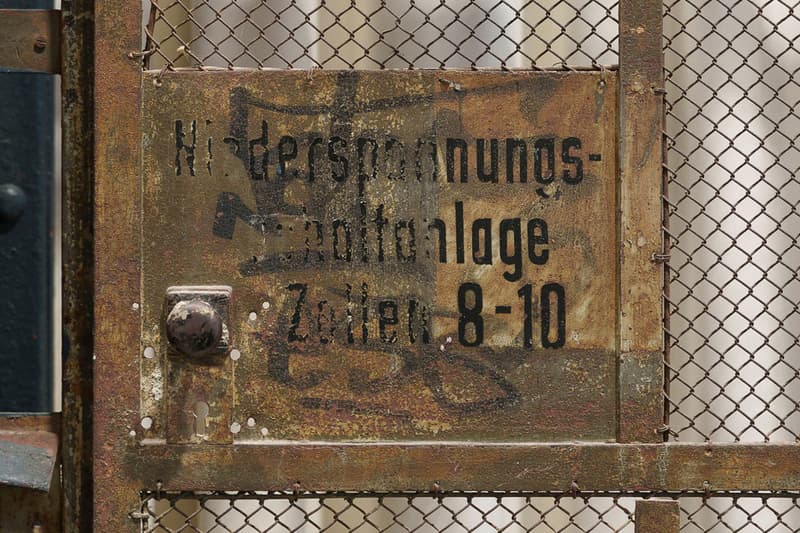 Niederspannungs-
schaltanlage
Zellen 8-10